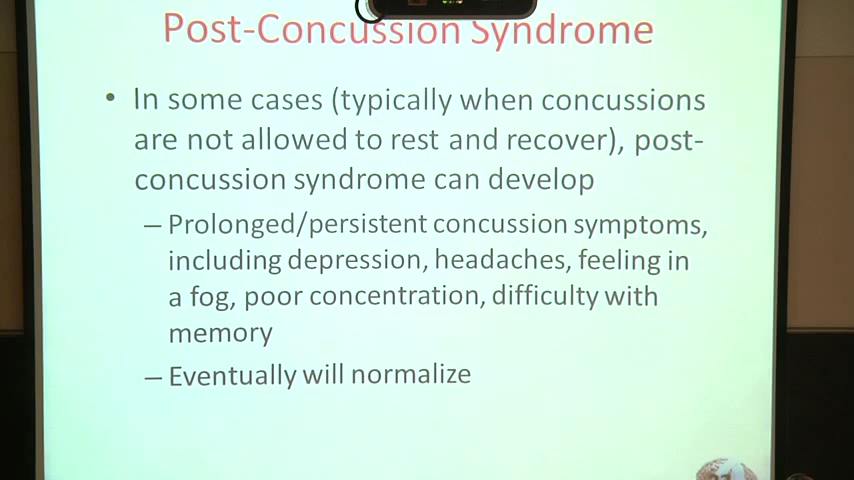 Post-Concussion Syndrome
• In some cases (typically when concussions
are not allowed to rest and recover), post-
concussion syndrome can develop
– Prolonged/persistent concussion symptoms,
including depression, headaches, feeling in
a fog, poor concentration, difficulty with
memory
– Eventually will normalize